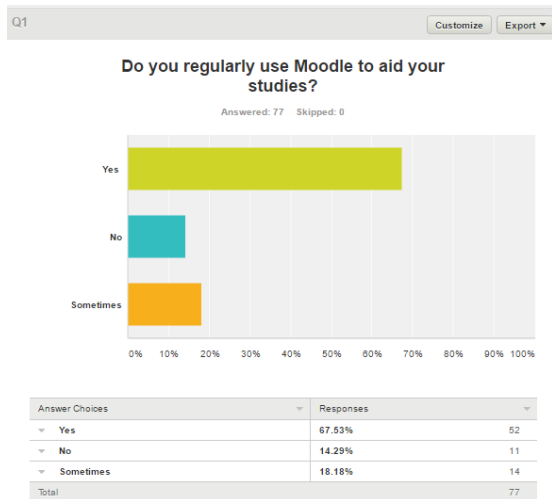 Q1
Customize Export
Do you regularly use Moodle to aid your
studies?
Answered: 77 Skipped: 0
Yes
No
Sometimes
0% 10% 20% 30% 40% 50% 60% 70% 80% 90% 100%
Answer Choices Responses
Yes 67.53% 52
No 14.29% 11
Sometimes 18.18% 14
Total 77